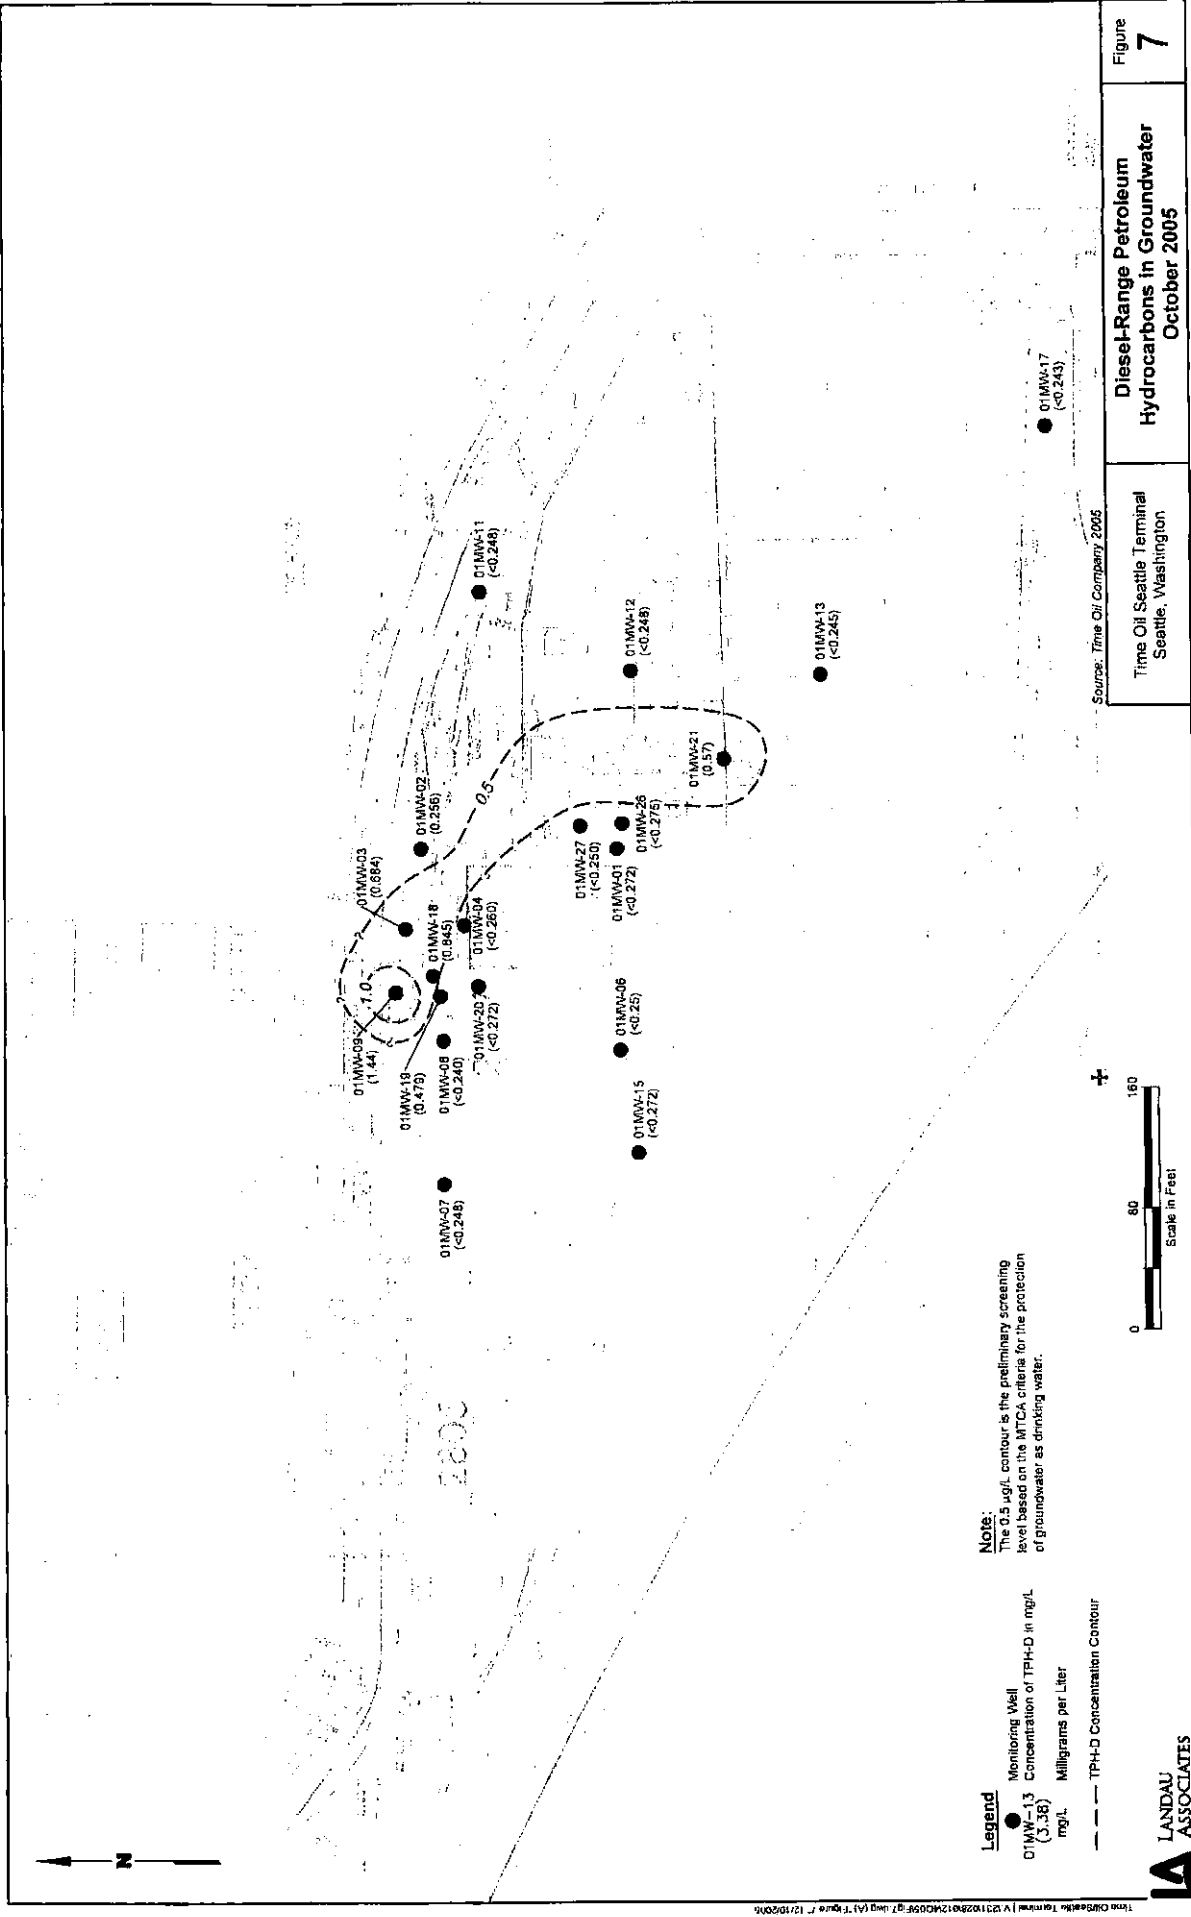 N
01MW-03
(0.684)
01MW-02
(0.256)
01MW-11
(<0.248)
01MW-09
(1.44)
1.0
?
?
01MW-18
(0.845)
0.5
01MW-19
(0.479)
01MW-04
(<0.260)
01MW-08
(<0.240)
01MW-20
(<0.272)
01MW-07
(<0.248)
01MW-27
(<0.250)
01MW-01
(<0.272)
01MW-26
(<0.275)
01MW-12
(<0.248)
01MW-06
(<0.25)
01MW-15
(<0.272)
01MW-21
(0.57)
01MW-13
(<0.245)
01MW-17
(<0.243)
Legend
Monitoring Well
01MW-13 Concentration of TPH-D in mg/L
(3.38)
mg/L Milligrams per Liter
TPH-D Concentration Contour
Note:
The 0.5 µg/L contour is the preliminary screening
level based on the MTCA criteria for the protection
of groundwater as drinking water.
0 80 160
Scale in Feet
Source: Time Oil Company 2005
LANDAU
ASSOCIATES
Time Oil Seattle Terminal
Seattle, Washington
Diesel-Range Petroleum
Hydrocarbons in Groundwater
October 2005
Figure
7